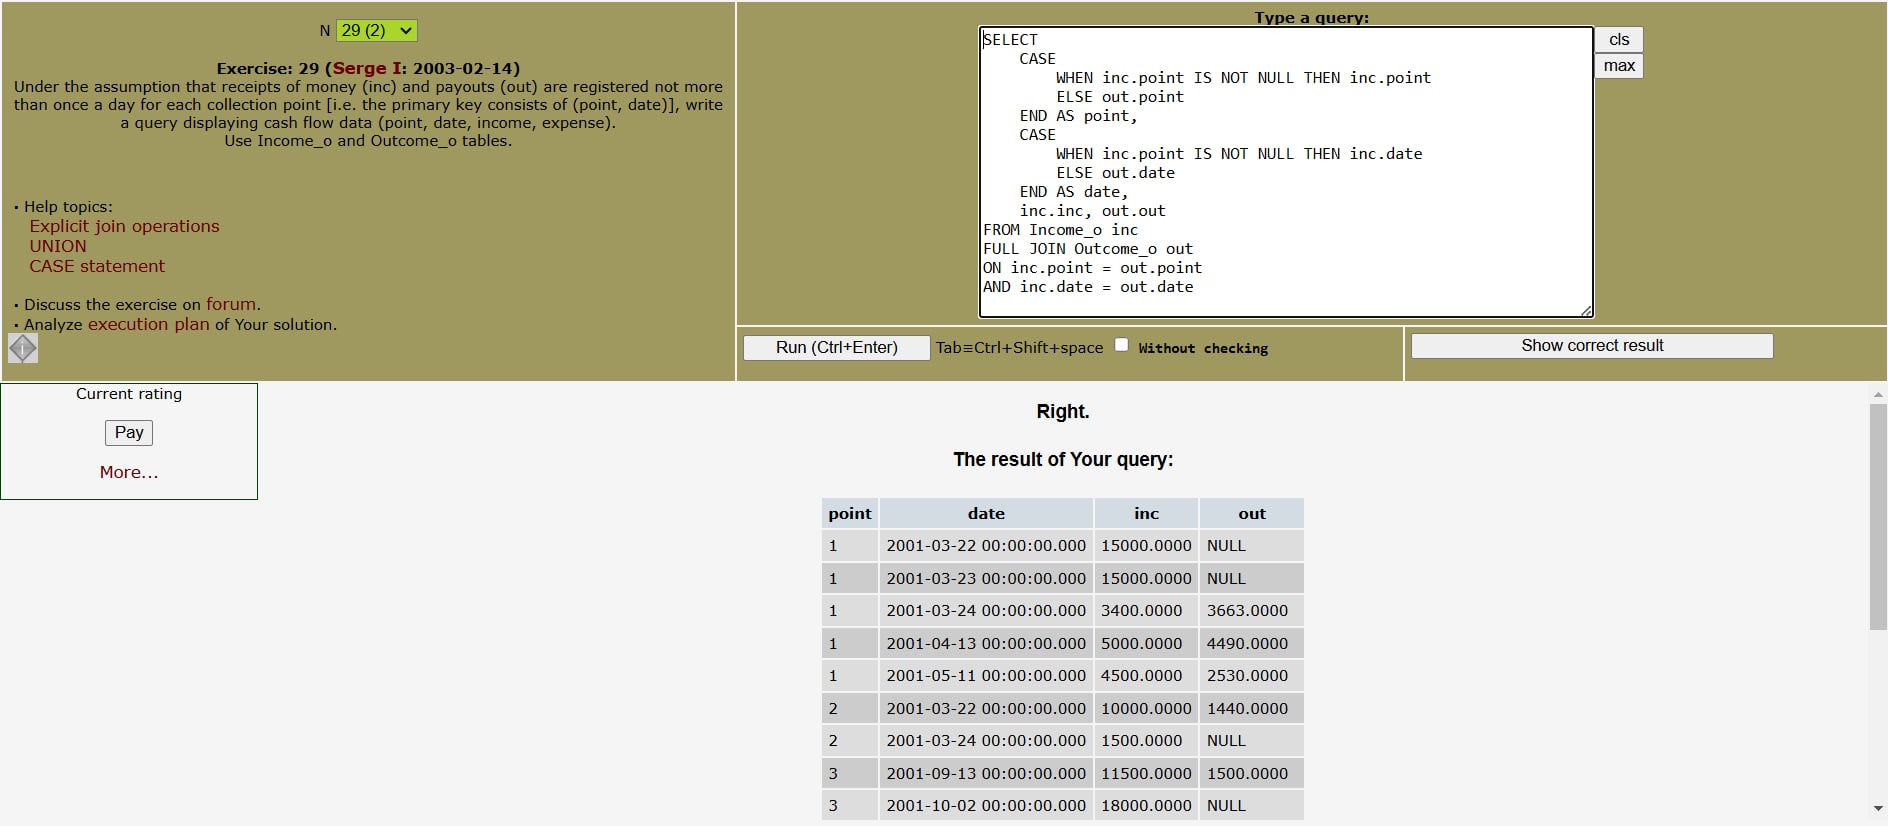 N 29 (2)
Exercise: 29 (Serge I: 2003-02-14)
Under the assumption that receipts of money (inc) and payouts (out) are registered not more
than once a day for each collection point [i.e. the primary key consists of (point, date)], write
a query displaying cash flow data (point, date, income, expense).
Use Income_o and Outcome_o tables.
▪ Help topics:
Explicit join operations
UNION
CASE statement
▪ Discuss the exercise on forum.
▪ Analyze execution plan of Your solution.
i
Type a query:
SELECT
    CASE
        WHEN inc.point IS NOT NULL THEN inc.point
        ELSE out.point
    END AS point,
    CASE
        WHEN inc.point IS NOT NULL THEN inc.date
        ELSE out.date
    END AS date,
    inc.inc, out.out
FROM Income_o inc
FULL JOIN Outcome_o out
ON inc.point = out.point
AND inc.date = out.date
cls
max
Run (Ctrl+Enter) Tab≡Ctrl+Shift+space Without checking
Show correct result
Current rating
Pay
More...
Right.
The result of Your query:
point date inc out
1 2001-03-22 00:00:00.000 15000.0000 NULL
1 2001-03-23 00:00:00.000 15000.0000 NULL
1 2001-03-24 00:00:00.000 3400.0000 3663.0000
1 2001-04-13 00:00:00.000 5000.0000 4490.0000
1 2001-05-11 00:00:00.000 4500.0000 2530.0000
2 2001-03-22 00:00:00.000 10000.0000 1440.0000
2 2001-03-24 00:00:00.000 1500.0000 NULL
3 2001-09-13 00:00:00.000 11500.0000 1500.0000
3 2001-10-02 00:00:00.000 18000.0000 NULL